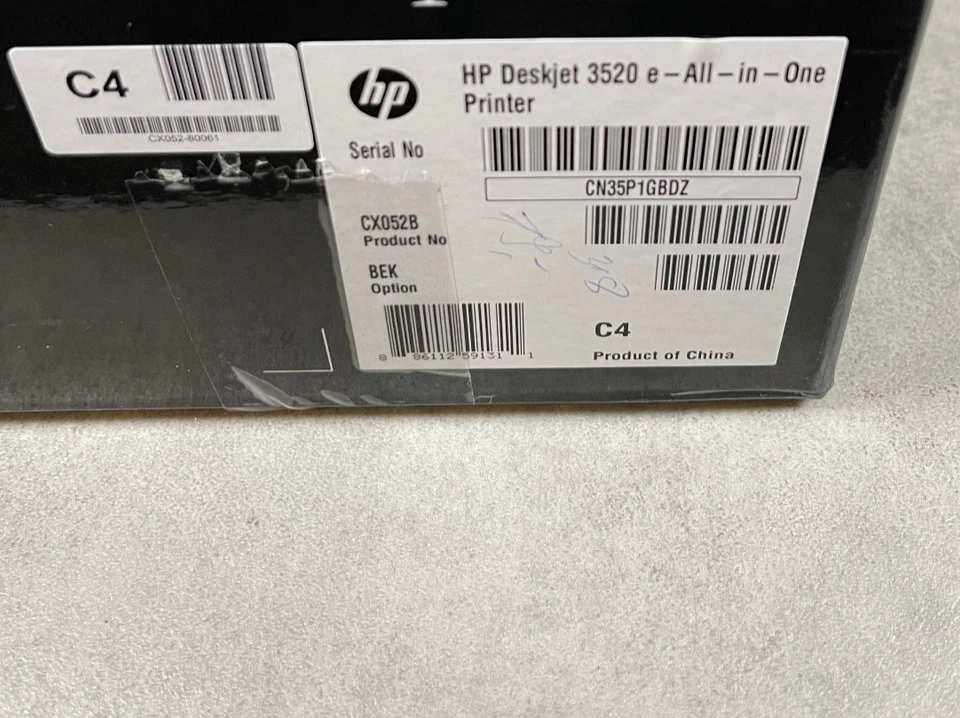 C4
CX052-80061
hp
HP Deskjet 3520 e-All-in-One
Printer
Serial No
CN35P1GBDZ
CX052B
Product No
BEK
Option
8 86112 59131 1
C4
Product of China